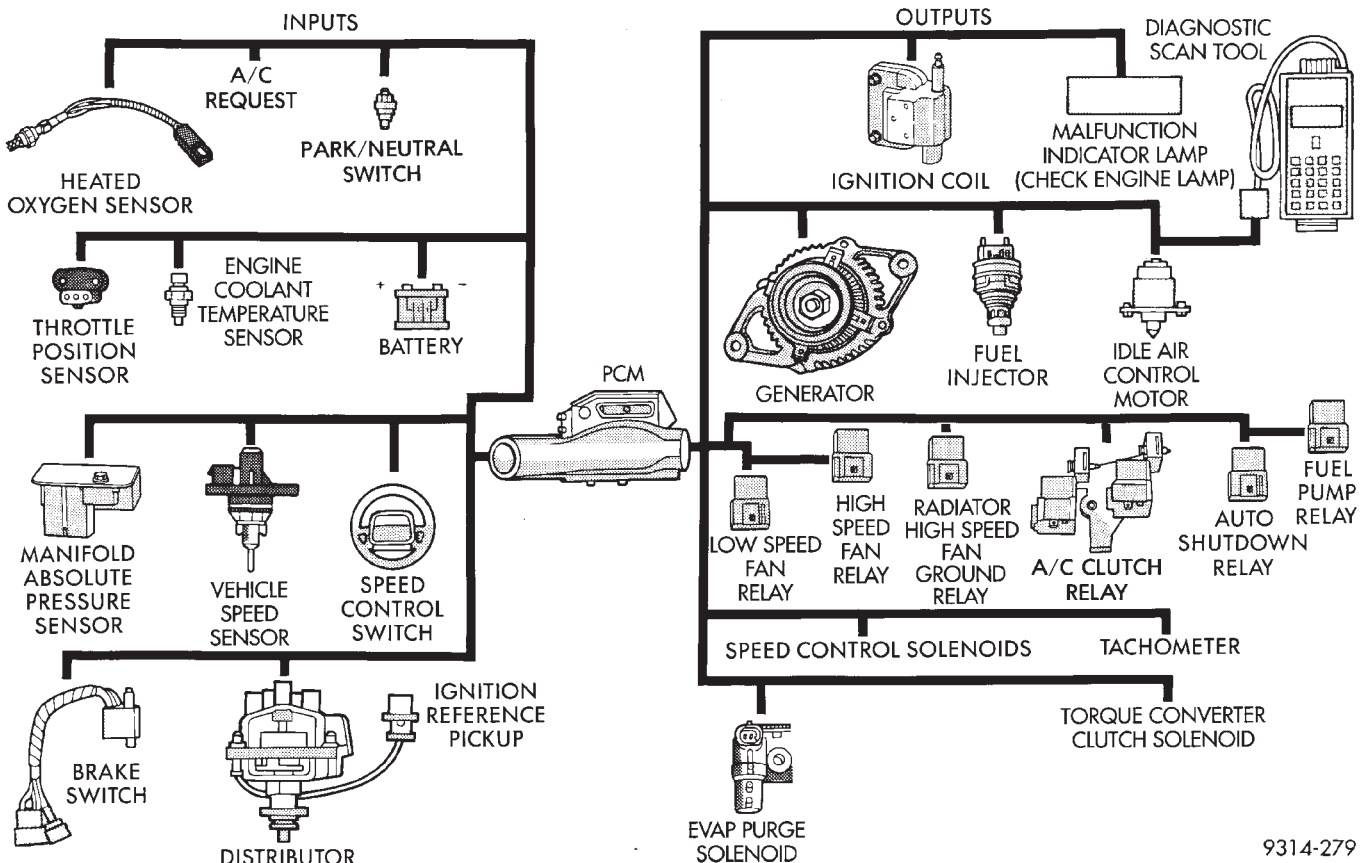 INPUTS
A/C
REQUEST
PARK/NEUTRAL
SWITCH
HEATED
OXYGEN SENSOR
THROTTLE
POSITION
SENSOR
ENGINE
COOLANT
TEMPERATURE
SENSOR
+ -
BATTERY
MANIFOLD
ABSOLUTE
PRESSURE
SENSOR
VEHICLE
SPEED
SENSOR
SPEED
CONTROL
SWITCH
BRAKE
SWITCH
DISTRIBUTOR
IGNITION
REFERENCE
PICKUP
PCM
OUTPUTS
IGNITION COIL
MALFUNCTION
INDICATOR LAMP
(CHECK ENGINE LAMP)
DIAGNOSTIC
SCAN TOOL
GENERATOR
FUEL
INJECTOR
IDLE AIR
CONTROL
MOTOR
LOW SPEED
FAN
RELAY
HIGH
SPEED
FAN
RELAY
RADIATOR
HIGH SPEED
FAN
GROUND
RELAY
A/C CLUTCH
RELAY
AUTO
SHUTDOWN
RELAY
FUEL
PUMP
RELAY
SPEED CONTROL SOLENOIDS
TACHOMETER
EVAP PURGE
SOLENOID
TORQUE CONVERTER
CLUTCH SOLENOID
9314-279